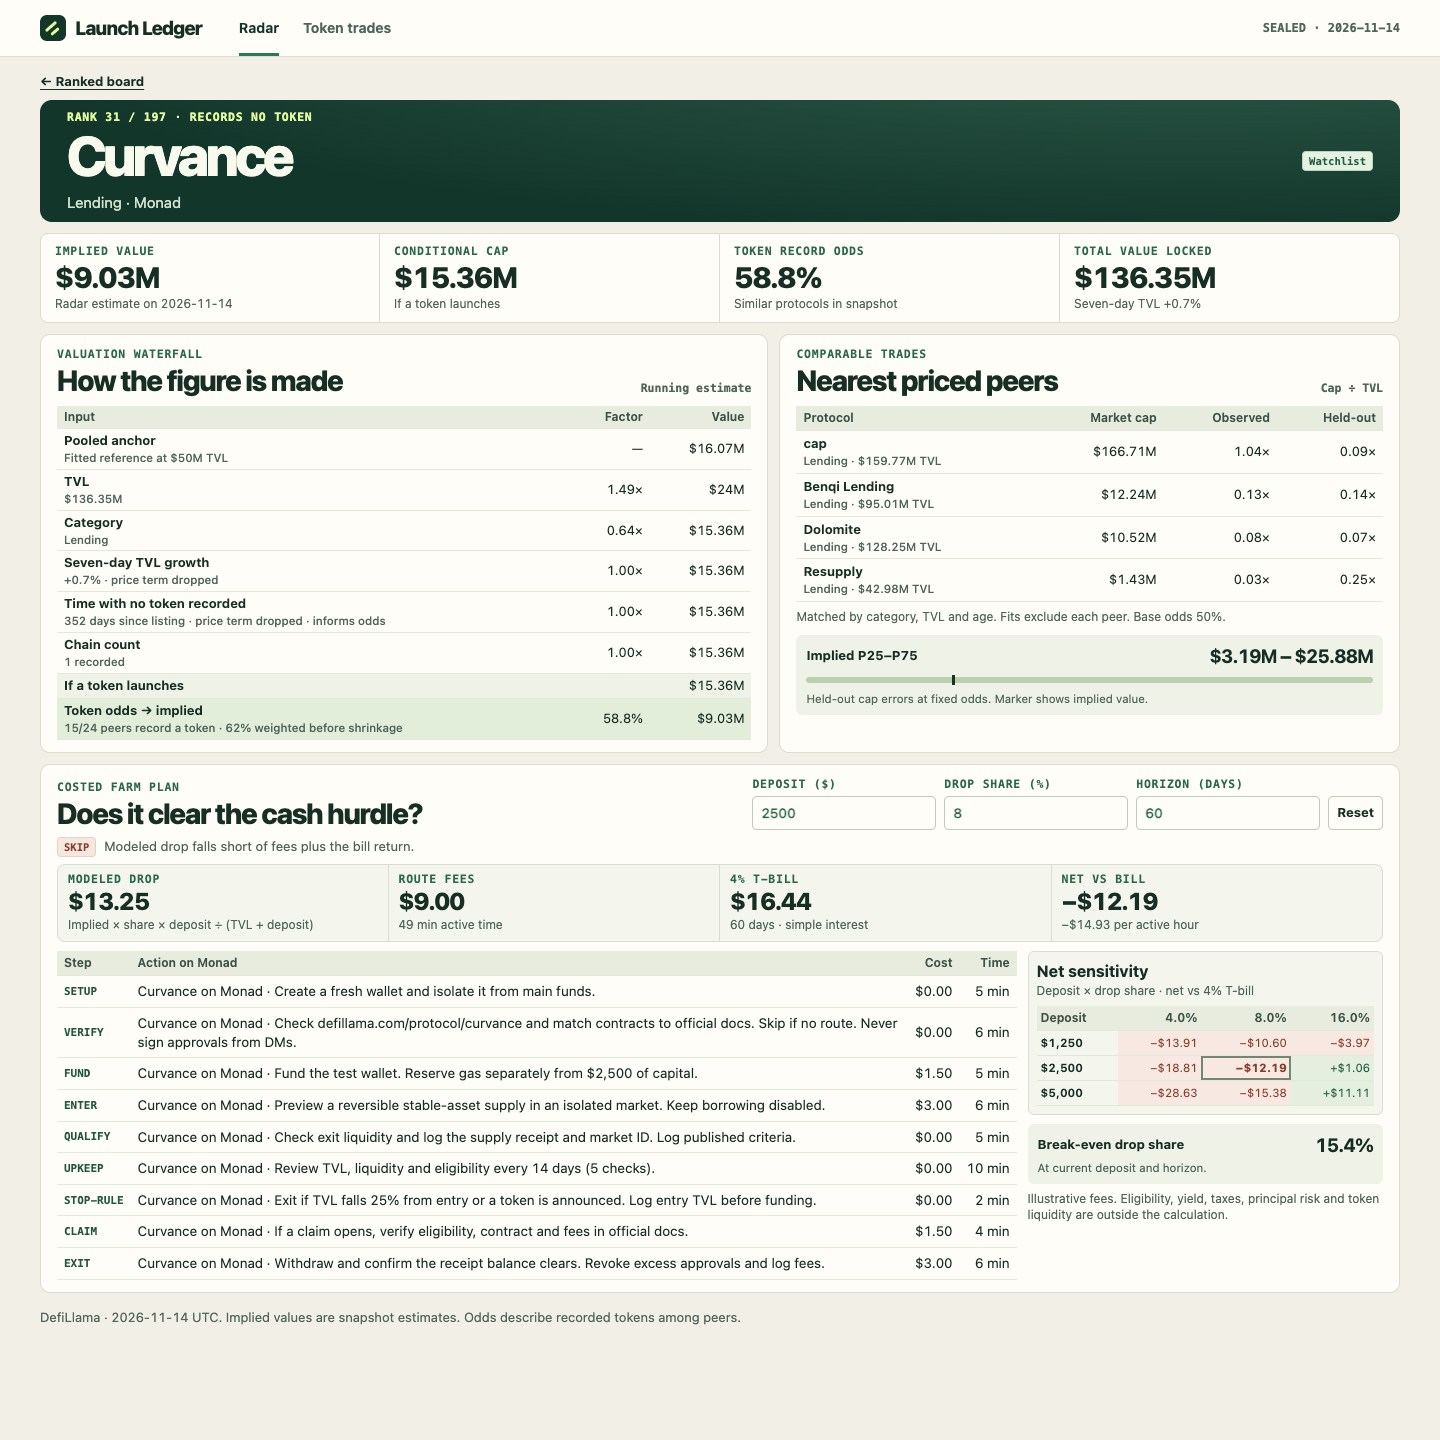 Launch Ledger
Radar
Token trades
SEALED · 2026-11-14
← Ranked board
RANK 31 / 197 · RECORDS NO TOKEN
Curvance
Watchlist
Lending · Monad
IMPLIED VALUE
$9.03M
Radar estimate on 2026-11-14
CONDITIONAL CAP
$15.36M
If a token launches
TOKEN RECORD ODDS
58.8%
Similar protocols in snapshot
TOTAL VALUE LOCKED
$136.35M
Seven-day TVL +0.7%
VALUATION WATERFALL
How the figure is made
Running estimate
Input Factor Value
Pooled anchor
Fitted reference at $50M TVL
— $16.07M
TVL
$136.35M
1.49× $24M
Category
Lending
0.64× $15.36M
Seven-day TVL growth
+0.7% · price term dropped
1.00× $15.36M
Time with no token recorded
352 days since listing · price term dropped · informs odds
1.00× $15.36M
Chain count
1 recorded
1.00× $15.36M
If a token launches $15.36M
Token odds → implied
15/24 peers record a token · 62% weighted before shrinkage
58.8% $9.03M
COMPARABLE TRADES
Nearest priced peers
Cap ÷ TVL
Protocol Market cap Observed Held-out
cap
Lending · $159.77M TVL
$166.71M 1.04× 0.09×
Benqi Lending
Lending · $95.01M TVL
$12.24M 0.13× 0.14×
Dolomite
Lending · $128.25M TVL
$10.52M 0.08× 0.07×
Resupply
Lending · $42.98M TVL
$1.43M 0.03× 0.25×
Matched by category, TVL and age. Fits exclude each peer. Base odds 50%.
Implied P25–P75 $3.19M – $25.88M
Held-out cap errors at fixed odds. Marker shows implied value.
COSTED FARM PLAN
Does it clear the cash hurdle?
SKIP Modeled drop falls short of fees plus the bill return.
DEPOSIT ($)
2500
DROP SHARE (%)
8
HORIZON (DAYS)
60
Reset
MODELED DROP
$13.25
Implied × share × deposit ÷ (TVL + deposit)
ROUTE FEES
$9.00
49 min active time
4% T-BILL
$16.44
60 days · simple interest
NET VS BILL
−$12.19
−$14.93 per active hour
Step Action on Monad Cost Time
SETUP Curvance on Monad · Create a fresh wallet and isolate it from main funds. $0.00 5 min
VERIFY Curvance on Monad · Check defillama.com/protocol/curvance and match contracts to official docs. Skip if no route. Never
sign approvals from DMs. $0.00 6 min
FUND Curvance on Monad · Fund the test wallet. Reserve gas separately from $2,500 of capital. $1.50 5 min
ENTER Curvance on Monad · Preview a reversible stable-asset supply in an isolated market. Keep borrowing disabled. $3.00 6 min
QUALIFY Curvance on Monad · Check exit liquidity and log the supply receipt and market ID. Log published criteria. $0.00 5 min
UPKEEP Curvance on Monad · Review TVL, liquidity and eligibility every 14 days (5 checks). $0.00 10 min
STOP-RULE Curvance on Monad · Exit if TVL falls 25% from entry or a token is announced. Log entry TVL before funding. $0.00 2 min
CLAIM Curvance on Monad · If a claim opens, verify eligibility, contract and fees in official docs. $1.50 4 min
EXIT Curvance on Monad · Withdraw and confirm the receipt balance clears. Revoke excess approvals and log fees. $3.00 6 min
Net sensitivity
Deposit × drop share · net vs 4% T-bill
Deposit 4.0% 8.0% 16.0%
$1,250 −$13.91 −$10.60 −$3.97
$2,500 −$18.81 −$12.19 +$1.06
$5,000 −$28.63 −$15.38 +$11.11
Break-even drop share 15.4%
At current deposit and horizon.
Illustrative fees. Eligibility, yield, taxes, principal risk and token
liquidity are outside the calculation.
DefiLlama · 2026-11-14 UTC. Implied values are snapshot estimates. Odds describe recorded tokens among peers.